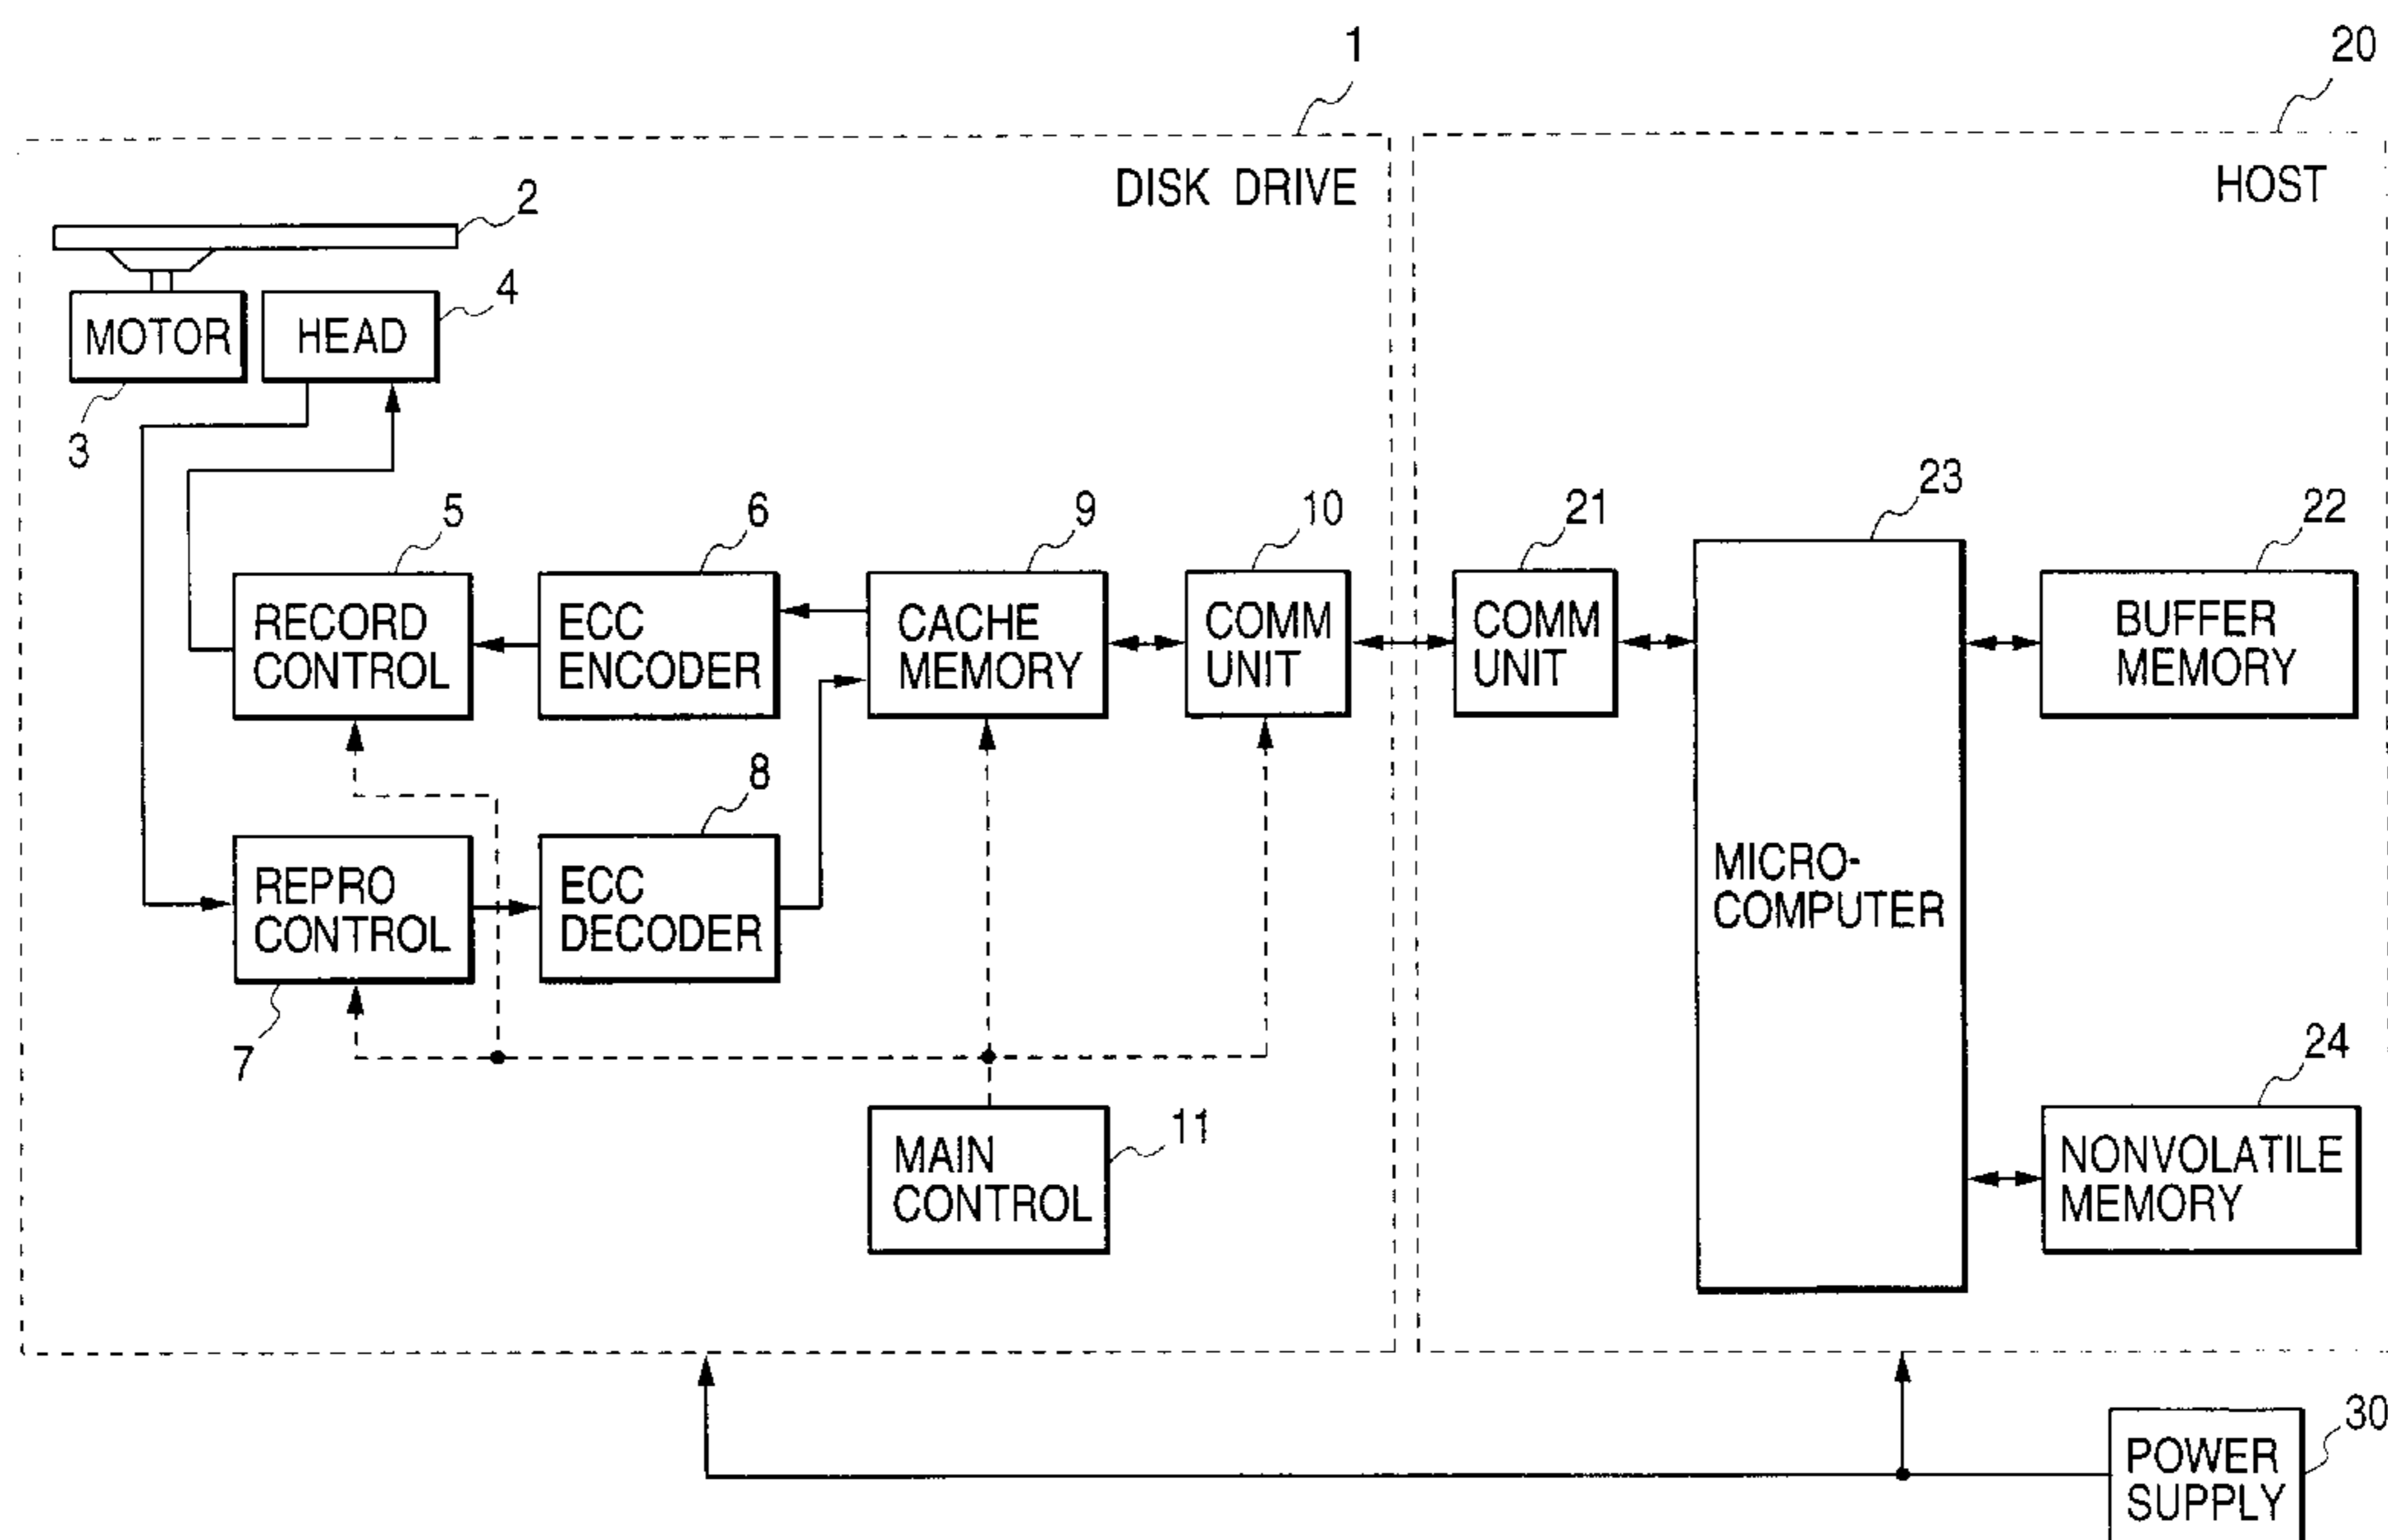 1
20
DISK DRIVE
HOST
2
4
MOTOR
HEAD
3
5
6
9
10
21
23
22
RECORD
CONTROL
ECC
ENCODER
CACHE
MEMORY
COMM
UNIT
COMM
UNIT
BUFFER
MEMORY
8
REPRO
CONTROL
ECC
DECODER
MICRO-
COMPUTER
7
24
11
MAIN
CONTROL
NONVOLATILE
MEMORY
30
POWER
SUPPLY